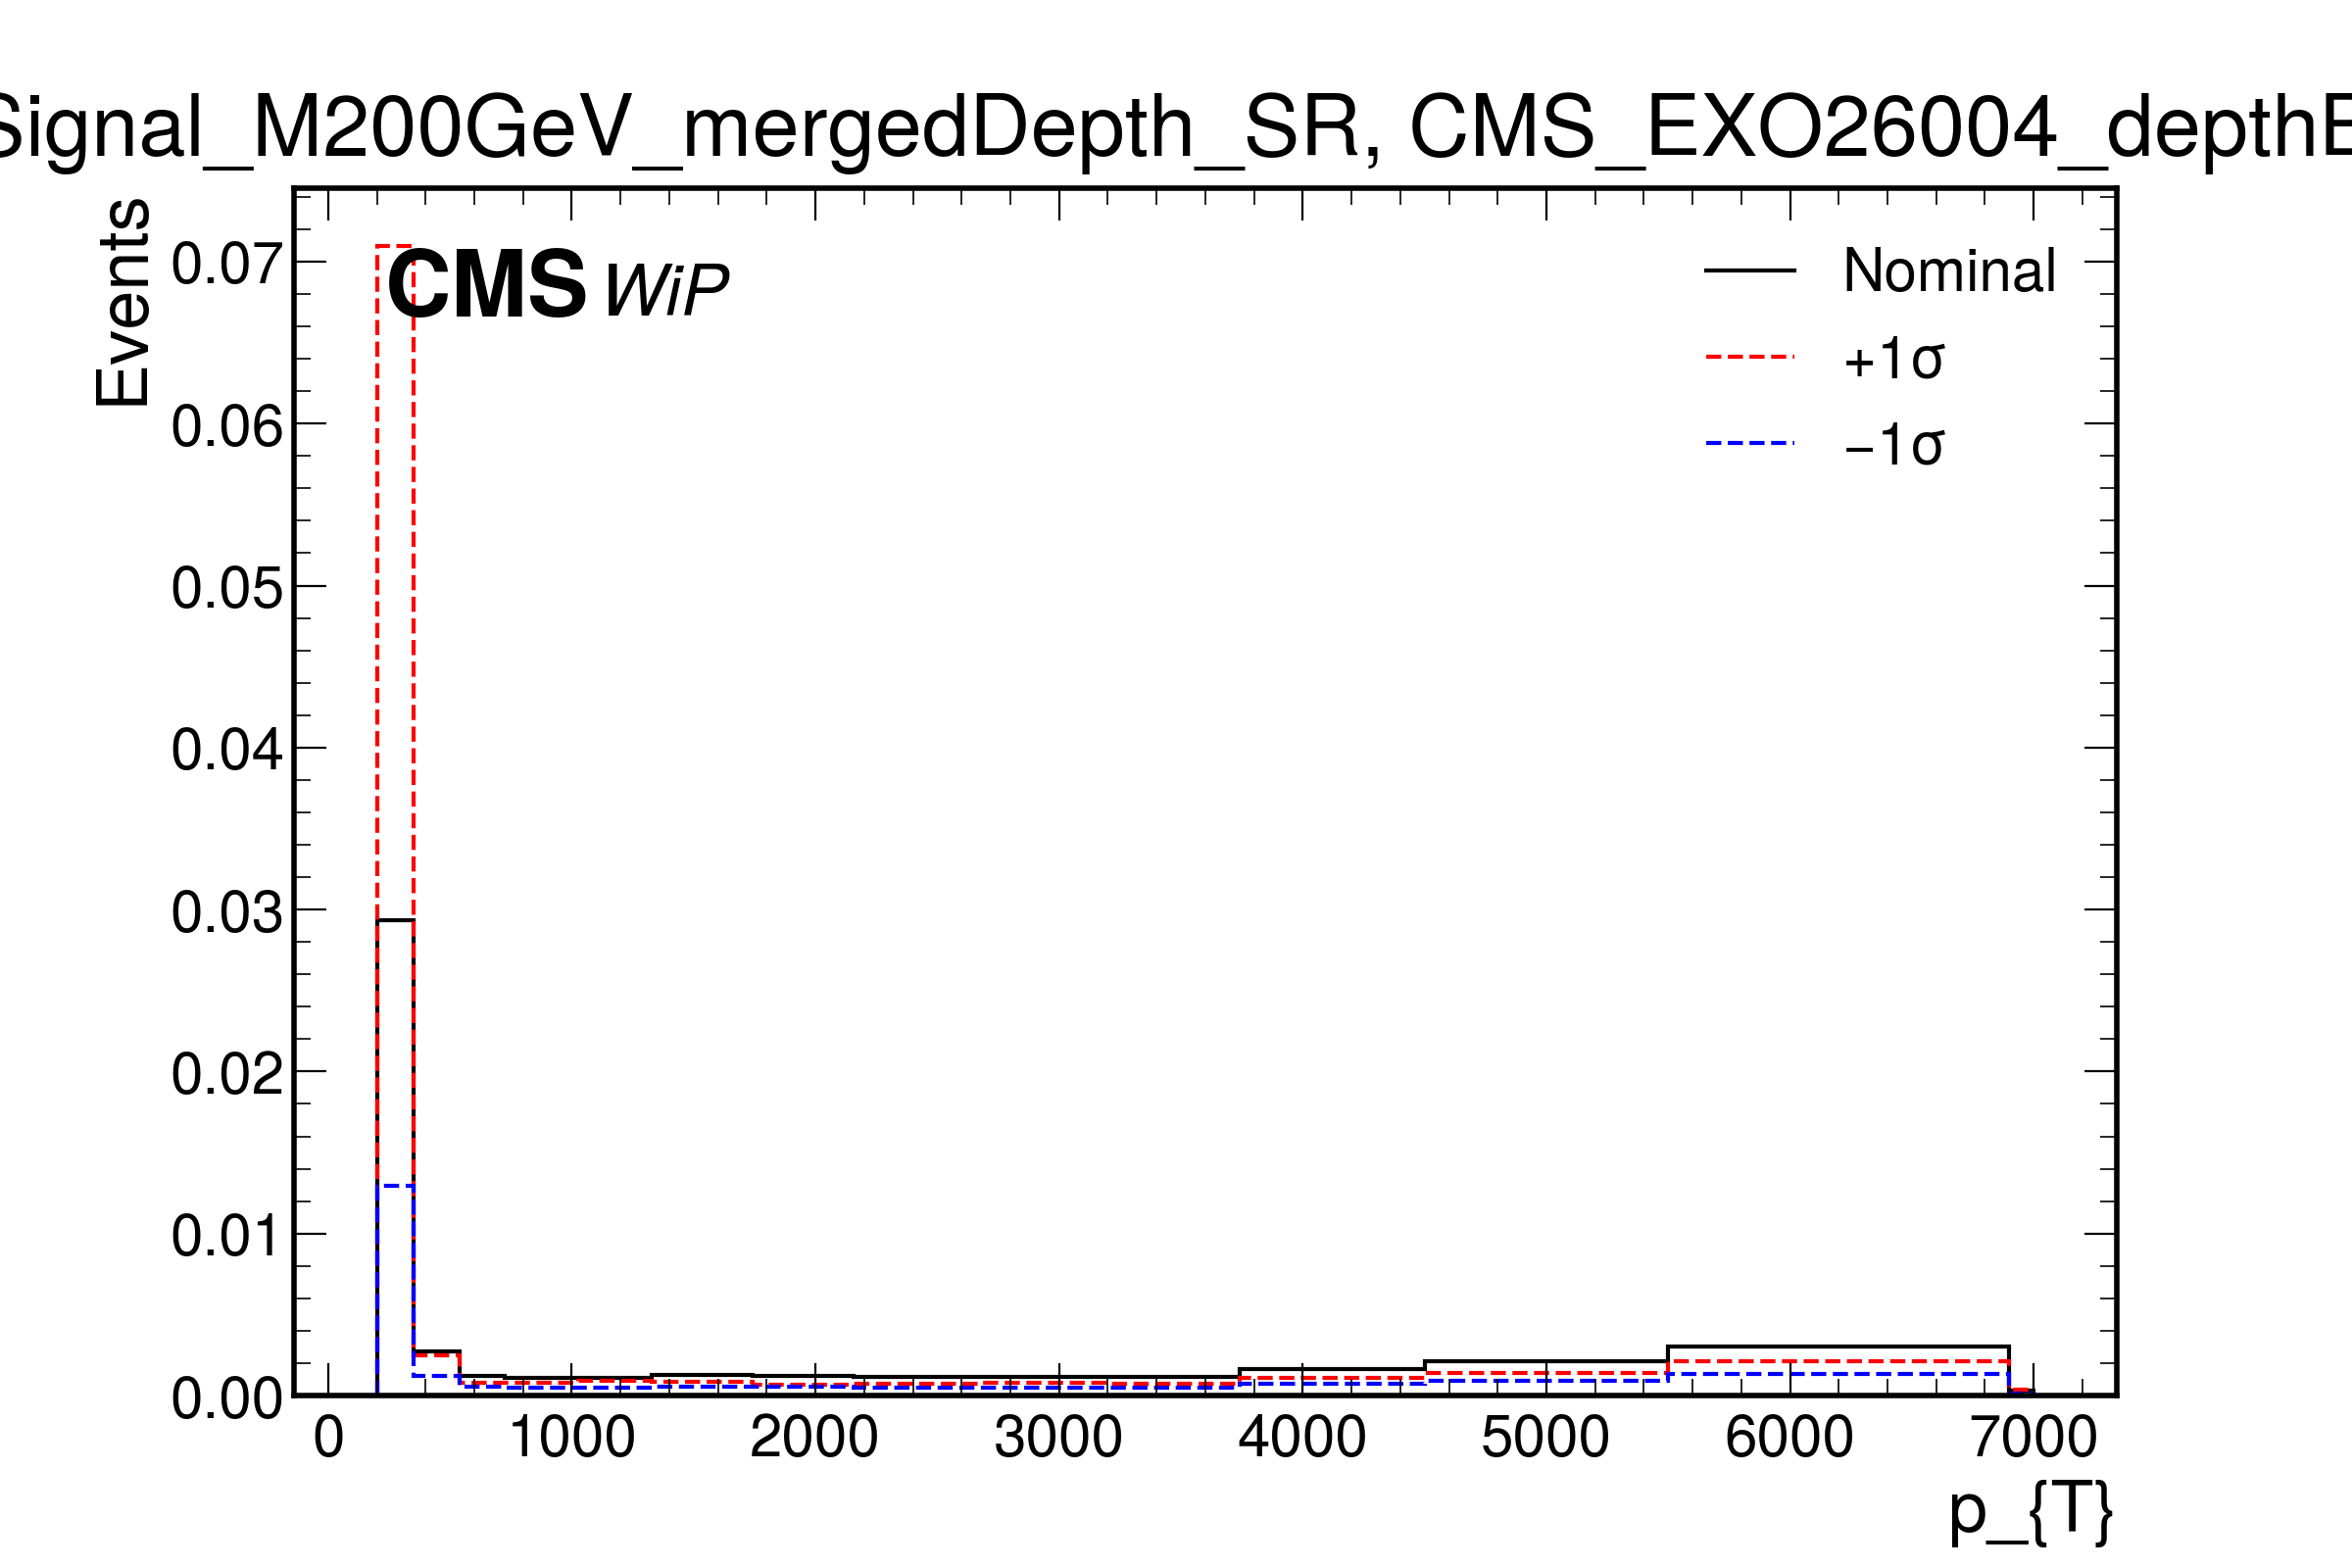 Signal_M200GeV_mergedDepth_SR, CMS_EXO26004_depthE
Events
CMS WiP
Nominal
+1σ
−1σ
0.07
0.06
0.05
0.04
0.03
0.02
0.01
0.00
0 1000 2000 3000 4000 5000 6000 7000
p_{T}